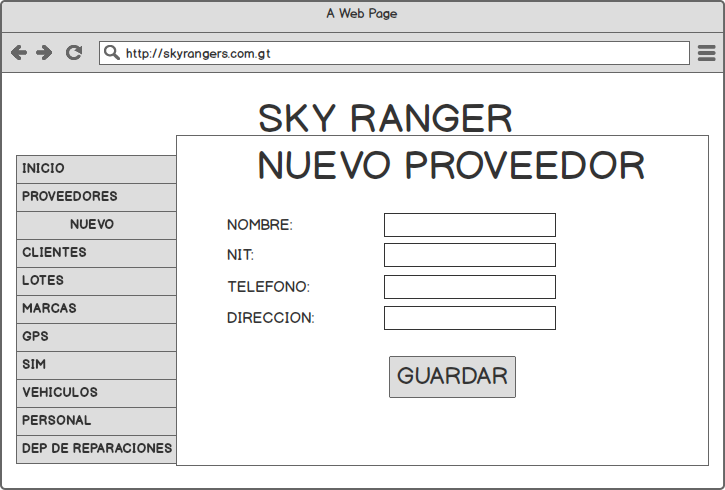 A Web Page
http://skyrangers.com.gt
SKY RANGER
NUEVO PROVEEDOR
INICIO
PROVEEDORES
NUEVO
CLIENTES
LOTES
MARCAS
GPS
SIM
VEHICULOS
PERSONAL
DEP DE REPARACIONES
NOMBRE:
NIT:
TELEFONO:
DIRECCION:
GUARDAR